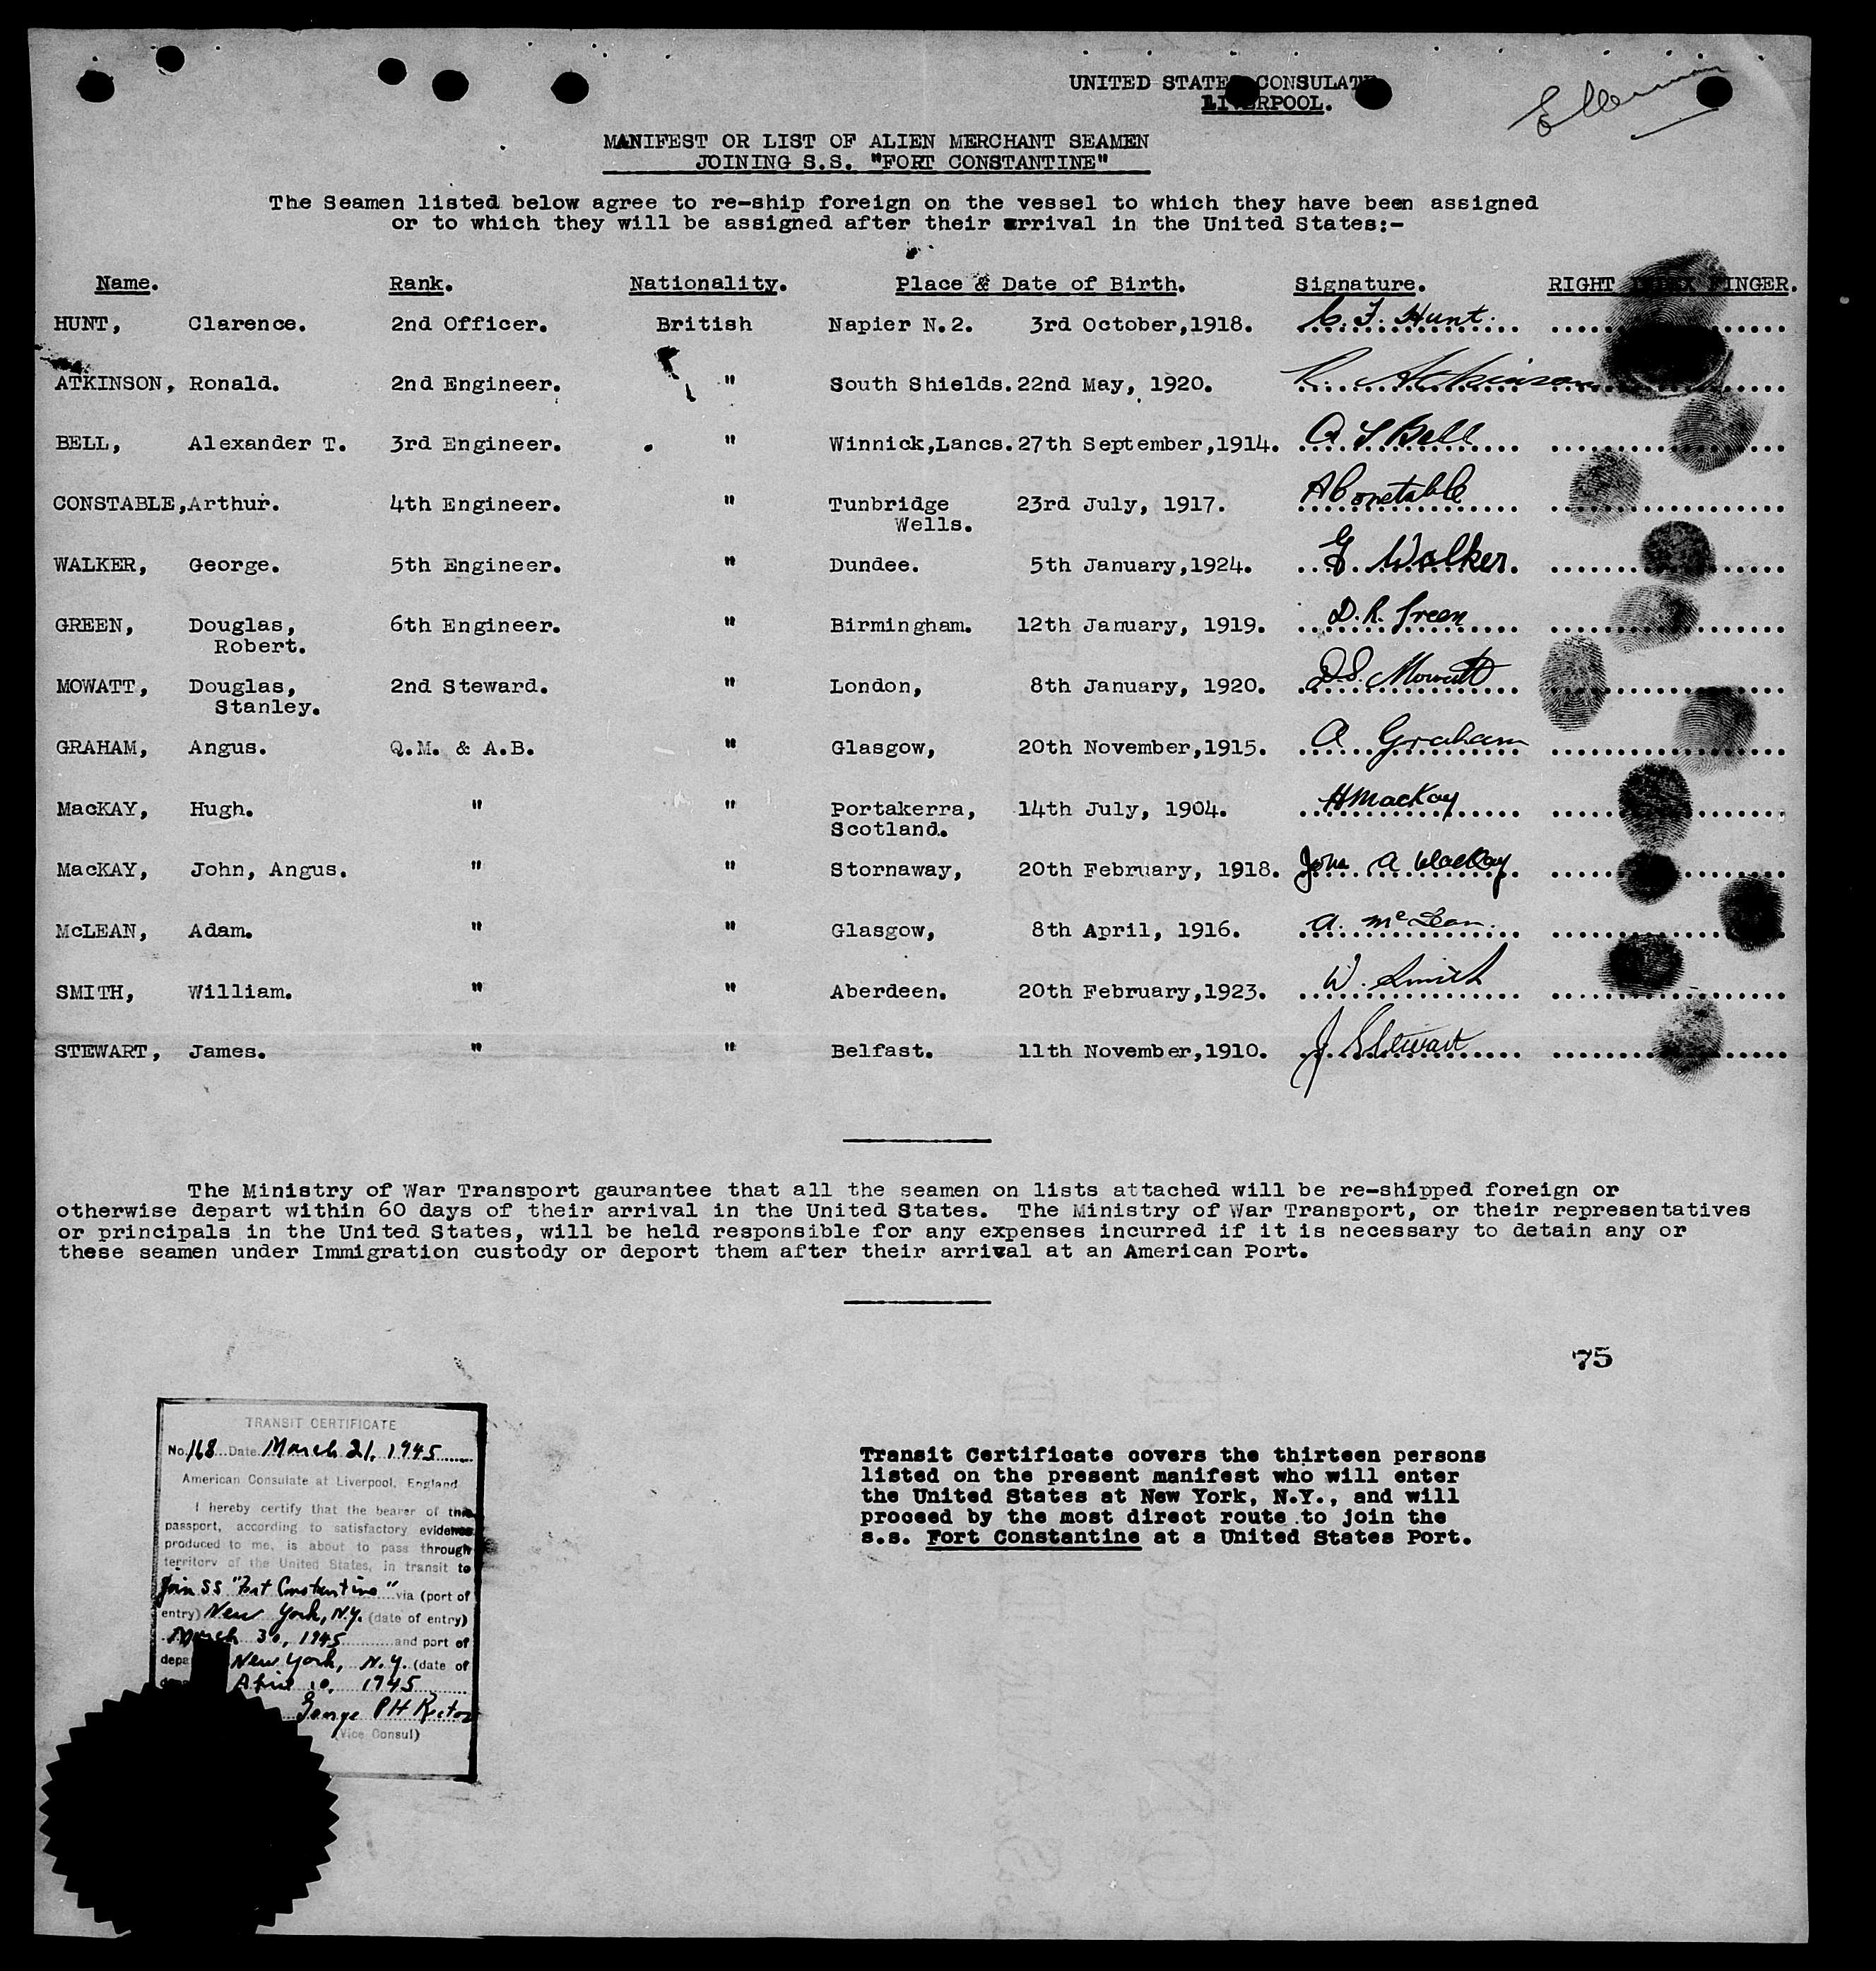 UNITED STATES CONSULATE
LIVERPOOL.
MANIFEST OR LIST OF ALIEN MERCHANT SEAMEN
JOINING S.S. "FORT CONSTANTINE"
The Seamen listed below agree to re-ship foreign on the vessel to which they have been assigned
or to which they will be assigned after their arrival in the United States:-
Name. Rank. Nationality. Place & Date of Birth. Signature. RIGHT INDEX FINGER.
HUNT, Clarence. 2nd Officer. British Napier N.2. 3rd October,1918. C. F. Hunt.
ATKINSON, Ronald. 2nd Engineer. " South Shields. 22nd May, 1920. R. Atkinson
BELL, Alexander T. 3rd Engineer. " Winnick,Lancs. 27th September,1914. A T Bell
CONSTABLE, Arthur. 4th Engineer. " Tunbridge 23rd July, 1917. A Constable
Wells.
WALKER, George. 5th Engineer. " Dundee. 5th January,1924. G Walker.
GREEN, Douglas, 6th Engineer. " Birmingham. 12th January, 1919. D. R. Green
Robert.
MOWATT, Douglas, 2nd Steward. " London, 8th January, 1920. D.S. Mowatt
Stanley.
GRAHAM, Angus. Q.M. & A.B. " Glasgow, 20th November,1915. A Graham
MacKAY, Hugh. " " Portakerra, 14th July, 1904. H MacKay
Scotland.
MacKAY, John, Angus. " " Stornaway, 20th February, 1918. John A MacKay
McLEAN, Adam. " " Glasgow, 8th April, 1916. A. McLean.
SMITH, William. " " Aberdeen. 20th February,1923. W. Smith
STEWART, James. " " Belfast. 11th November,1910. J. Stewart
The Ministry of War Transport gaurantee that all the seamen on lists attached will be re-shipped foreign or
otherwise depart within 60 days of their arrival in the United States. The Ministry of War Transport, or their representatives
or principals in the United States, will be held responsible for any expenses incurred if it is necessary to detain any or
these seamen under Immigration custody or deport them after their arrival at an American Port.
75
TRANSIT CERTIFICATE
No. 168 Date March 21, 1945
American Consulate at Liverpool, England
I hereby certify that the bearer of this
passport, according to satisfactory evidence
produced to me, is about to pass through
territory of the United States, in transit to
Join SS "Fort Constantine" via (port of
entry) New York, N.Y. (date of entry)
March 30, 1945 and port of
depa New York, N.Y. (date of
April 10, 1945
George PH Rector
(Vice Consul)
Transit Certificate covers the thirteen persons
listed on the present manifest who will enter
the United States at New York, N.Y., and will
proceed by the most direct route to join the
s.s. Fort Constantine at a United States Port.